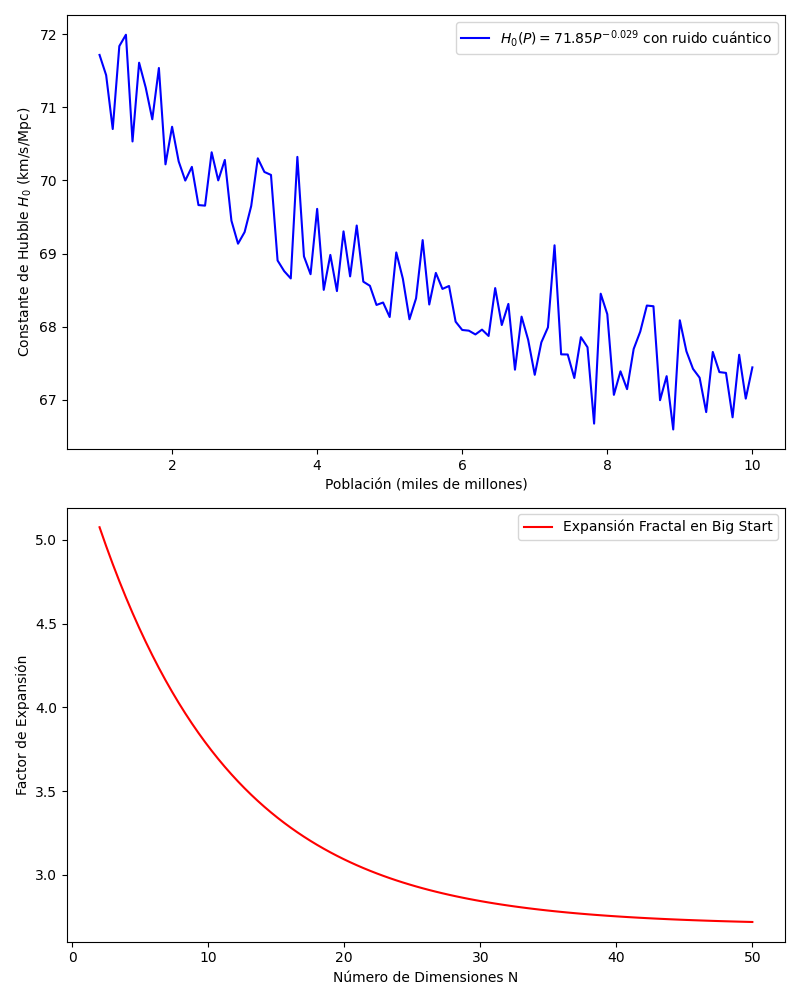 72
71
70
69
68
67
Constante de Hubble H₀ (km/s/Mpc)
H₀(P) = 71.85P⁻⁰·⁰²⁹ con ruido cuántico
2 4 6 8 10
Población (miles de millones)
5.0
4.5
4.0
3.5
3.0
Factor de Expansión
Expansión Fractal en Big Start
0 10 20 30 40 50
Número de Dimensiones N